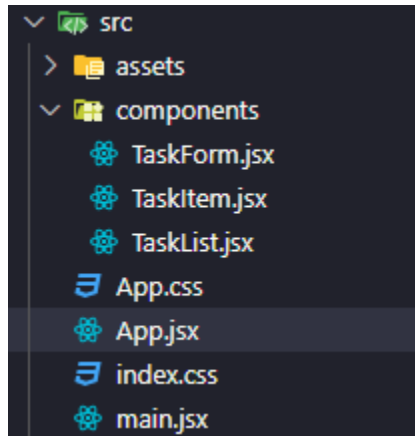 src
assets
components
TaskForm.jsx
TaskItem.jsx
TaskList.jsx
App.css
App.jsx
index.css
main.jsx